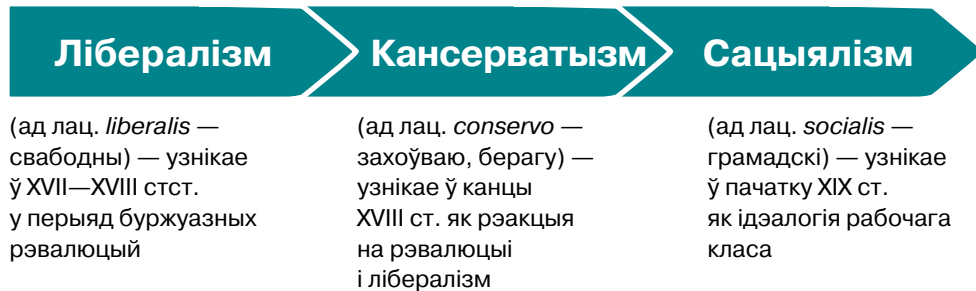 Лібералізм
(ад лац. liberalis —
свабодны) — узнікае
ў XVII—XVIII стст.
у перыяд буржуазных
рэвалюцый
Кансерватызм
(ад лац. conservo —
захоўваю, берагу) —
узнікае ў канцы
XVIII ст. як рэакцыя
на рэвалюцыі
і лібералізм
Сацыялізм
(ад лац. socialis —
грамадскі) — узнікае
ў пачатку XIX ст.
як ідэалогія рабочага
класа